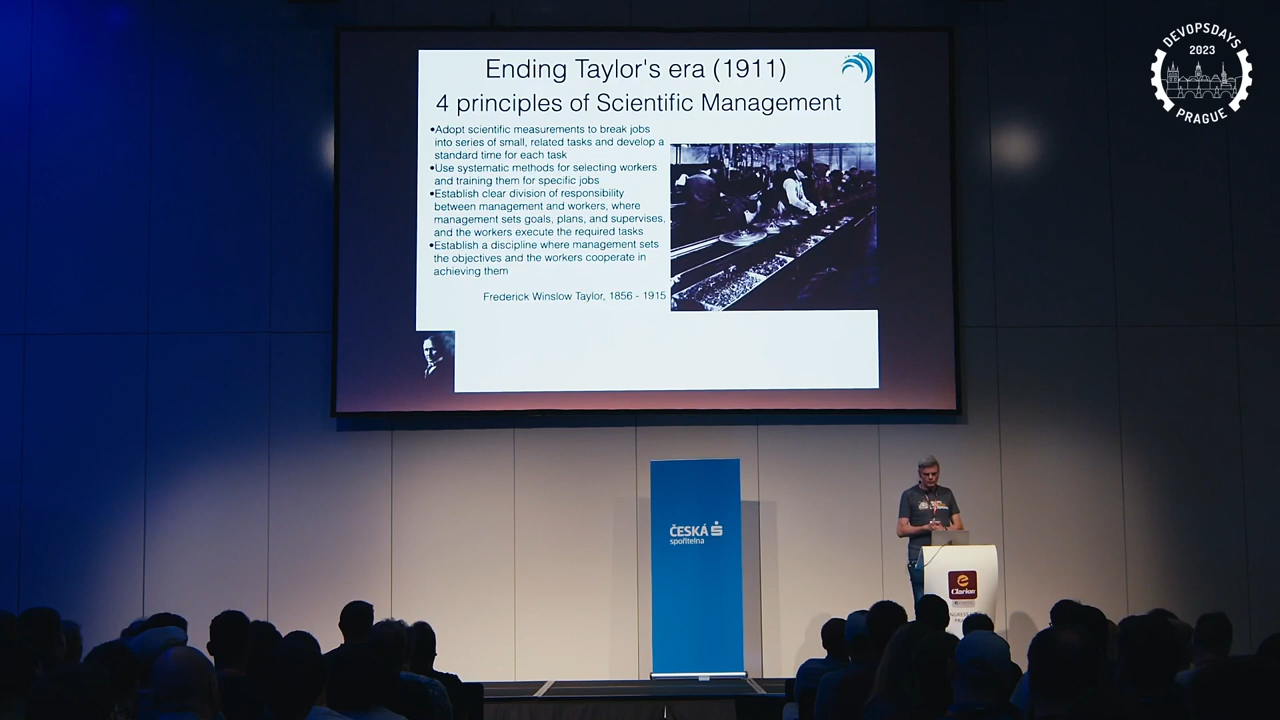 DEVOPSDAYS
2023
PRAGUE
Ending Taylor's era (1911)
4 principles of Scientific Management
•Adopt scientific measurements to break jobs
into series of small, related tasks and develop a
standard time for each task
•Use systematic methods for selecting workers
and training them for specific jobs
•Establish clear division of responsibility
between management and workers, where
management sets goals, plans, and supervises,
and the workers execute the required tasks
•Establish a discipline where management sets
the objectives and the workers cooperate in
achieving them
Frederick Winslow Taylor, 1856 - 1915
ČESKÁ
spořitelna
Clarion